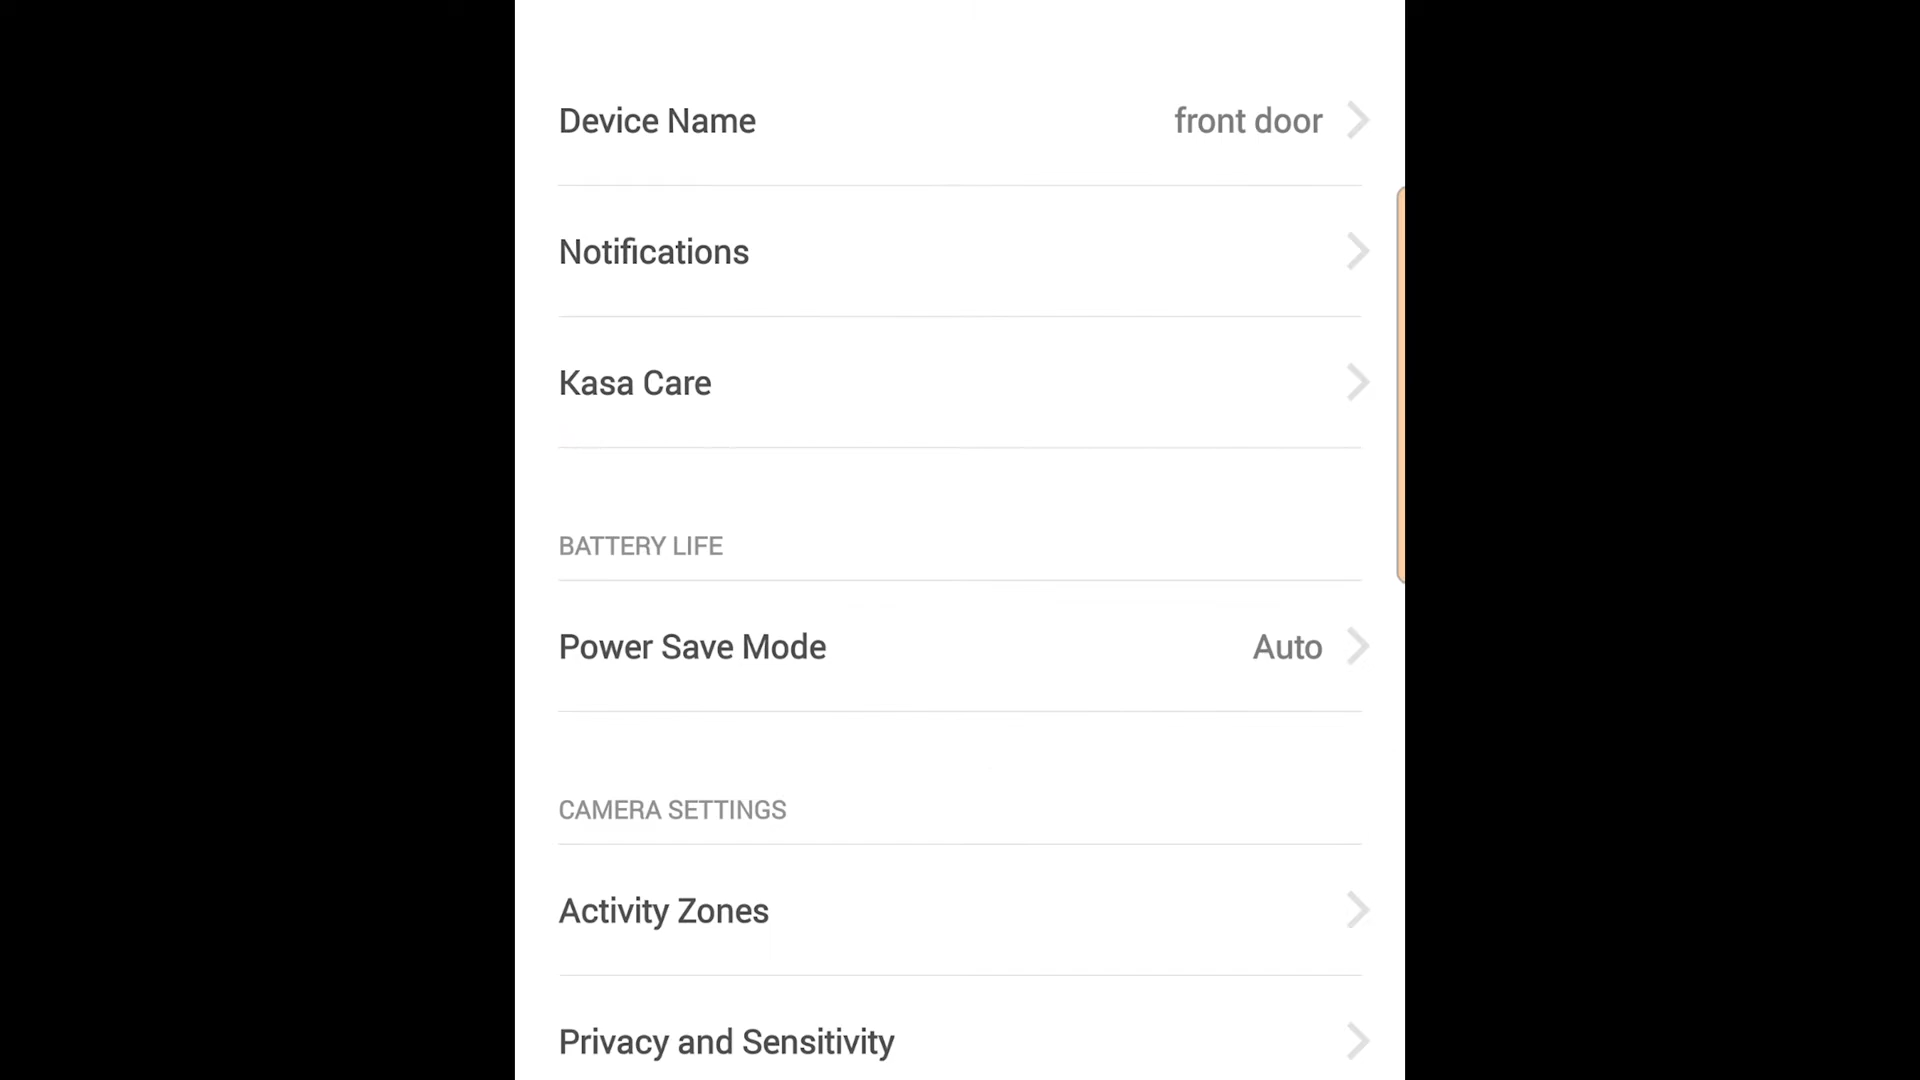 Device Name front door
Notifications
Kasa Care
BATTERY LIFE
Power Save Mode Auto
CAMERA SETTINGS
Activity Zones
Privacy and Sensitivity